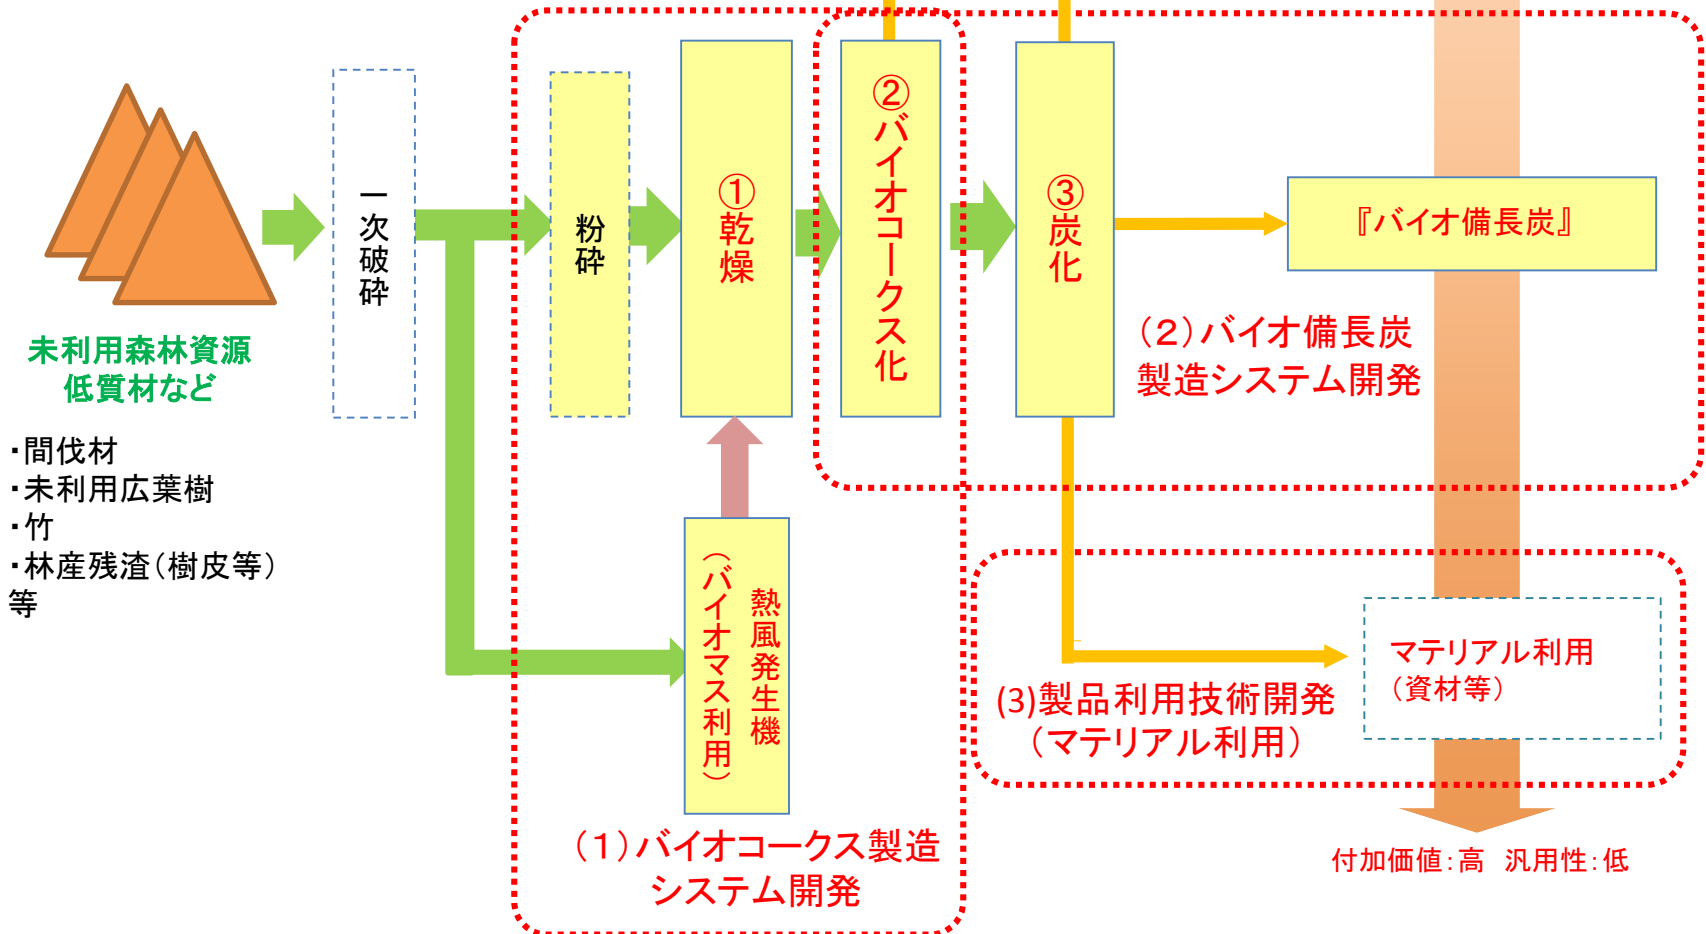 未利用森林資源
低質材など
・間伐材
・未利用広葉樹
・竹
・林産残渣（樹皮等）
等
一次破砕
粉砕
①乾燥
②バイオコークス化
③炭化
『バイオ備長炭』
（２）バイオ備長炭
製造システム開発
熱風発生機
（バイオマス利用）
（１）バイオコークス製造
システム開発
(3)製品利用技術開発
（マテリアル利用）
マテリアル利用
（資材等）
付加価値：高　汎用性：低